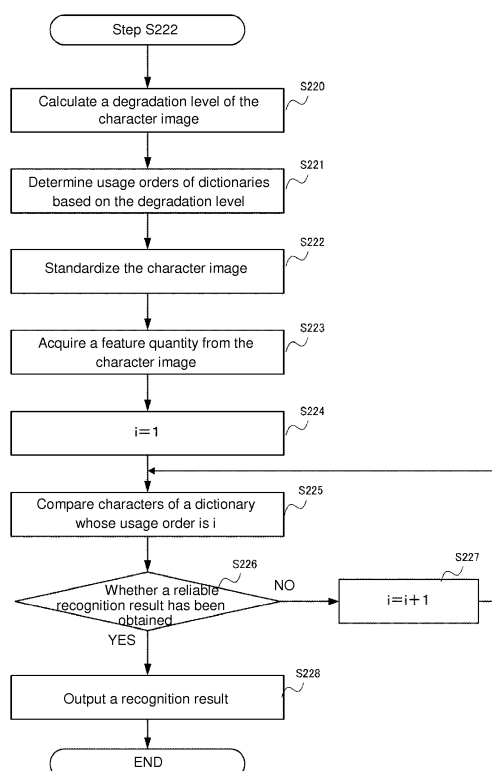 Step S222
S220
Calculate a degradation level of the
character image
S221
Determine usage orders of dictionaries
based on the degradation level
S222
Standardize the character image
S223
Acquire a feature quantity from the
character image
S224
i=1
S225
Compare characters of a dictionary
whose usage order is i
S226
Whether a reliable
recognition result has been
obtained
NO
S227
i=i+1
YES
S228
Output a recognition result
END